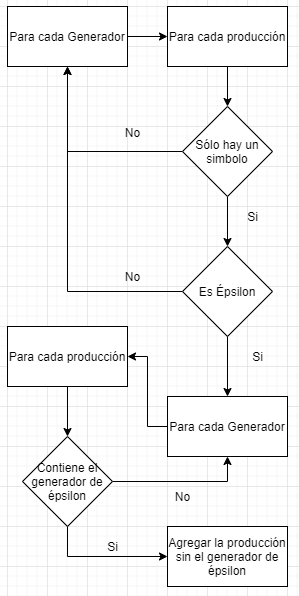 Para cada Generador
Para cada producción
No
Sólo hay un
simbolo
Si
No
Es Épsilon
Si
Para cada producción
Para cada Generador
Contiene el
generador de
épsilon
No
Si
Agregar la producción
sin el generador de
épsilon